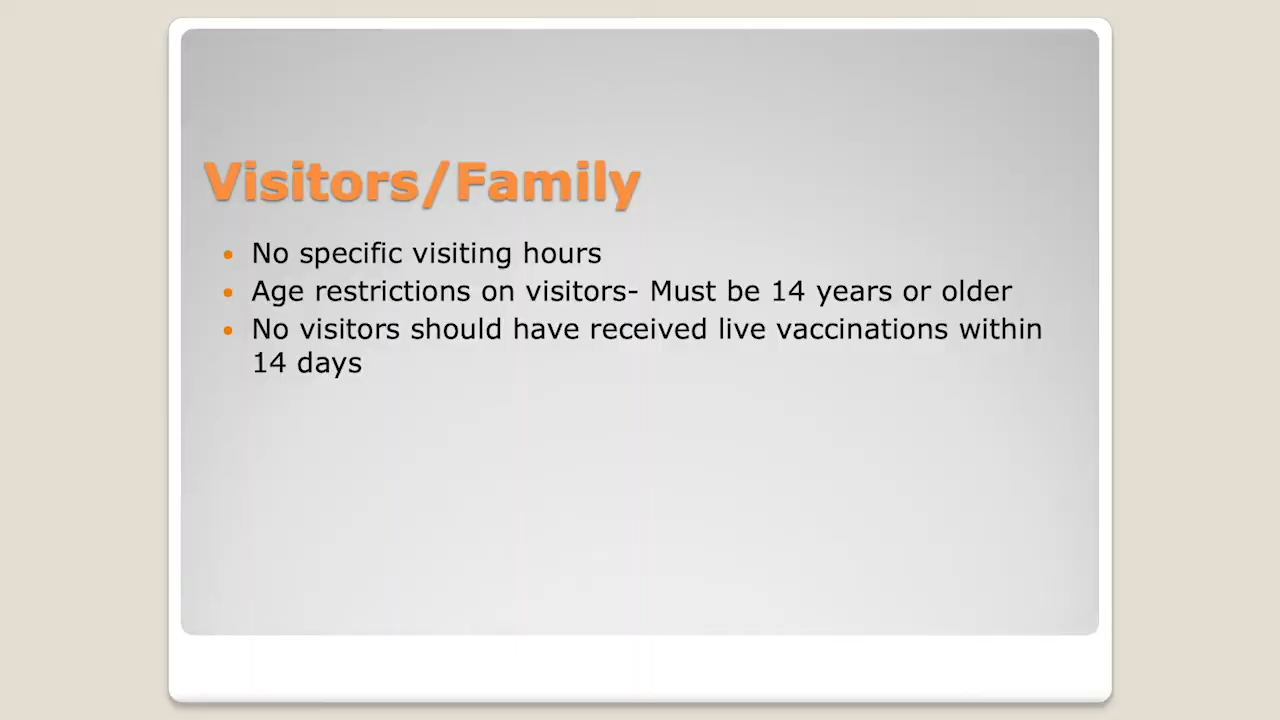 Visitors/Family
• No specific visiting hours
• Age restrictions on visitors- Must be 14 years or older
• No visitors should have received live vaccinations within
14 days